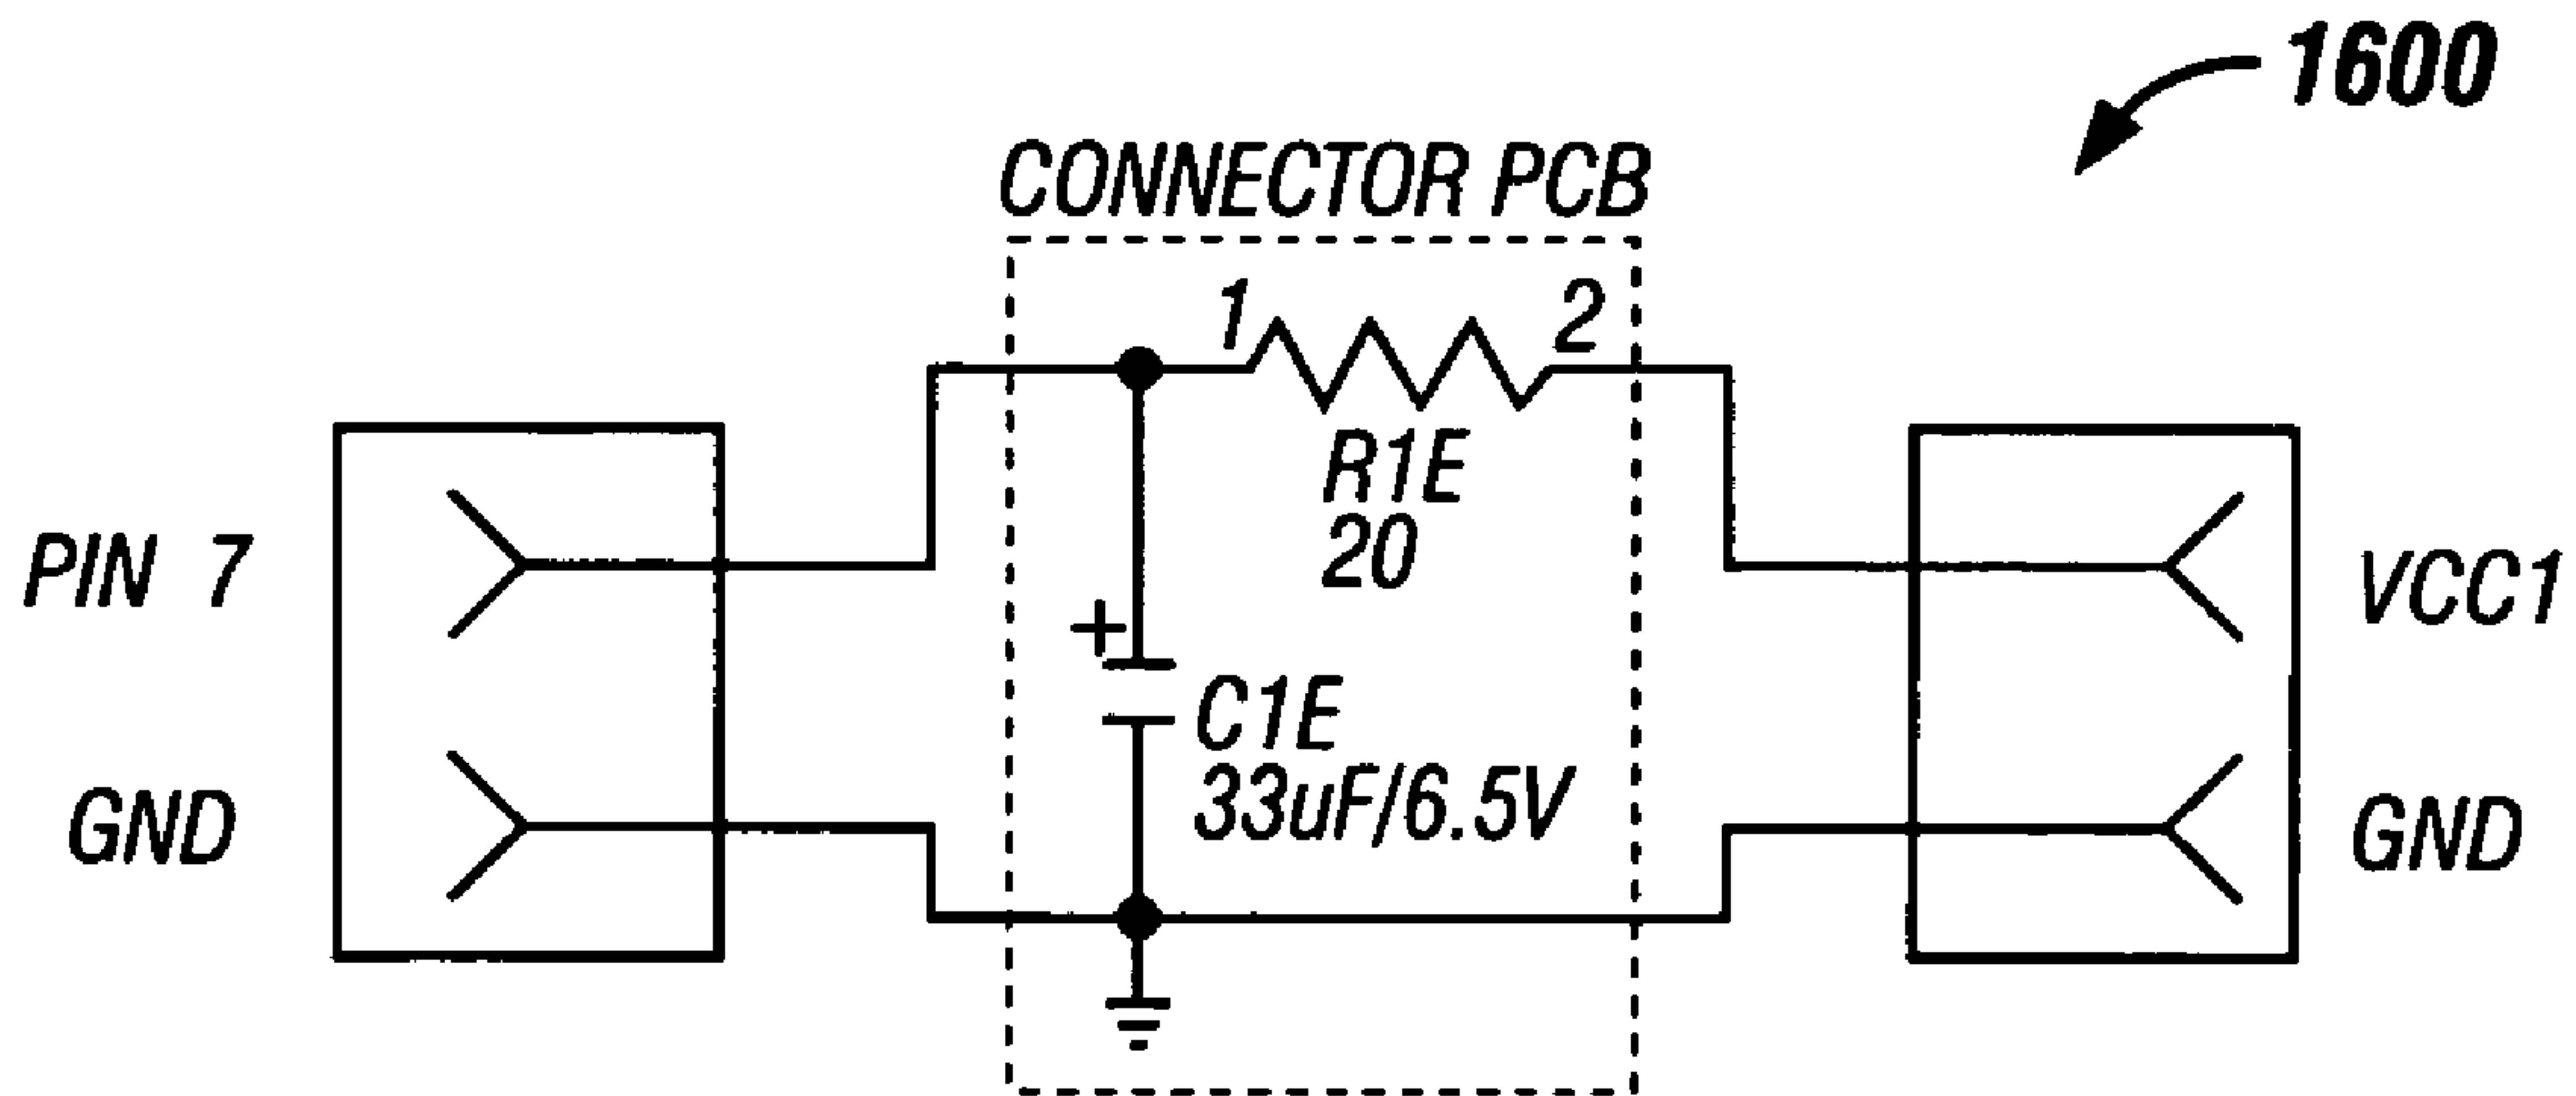 1600
CONNECTOR PCB
1 2
R1E
20
PIN 7
VCC1
+
C1E
33uF/6.5V
GND
GND